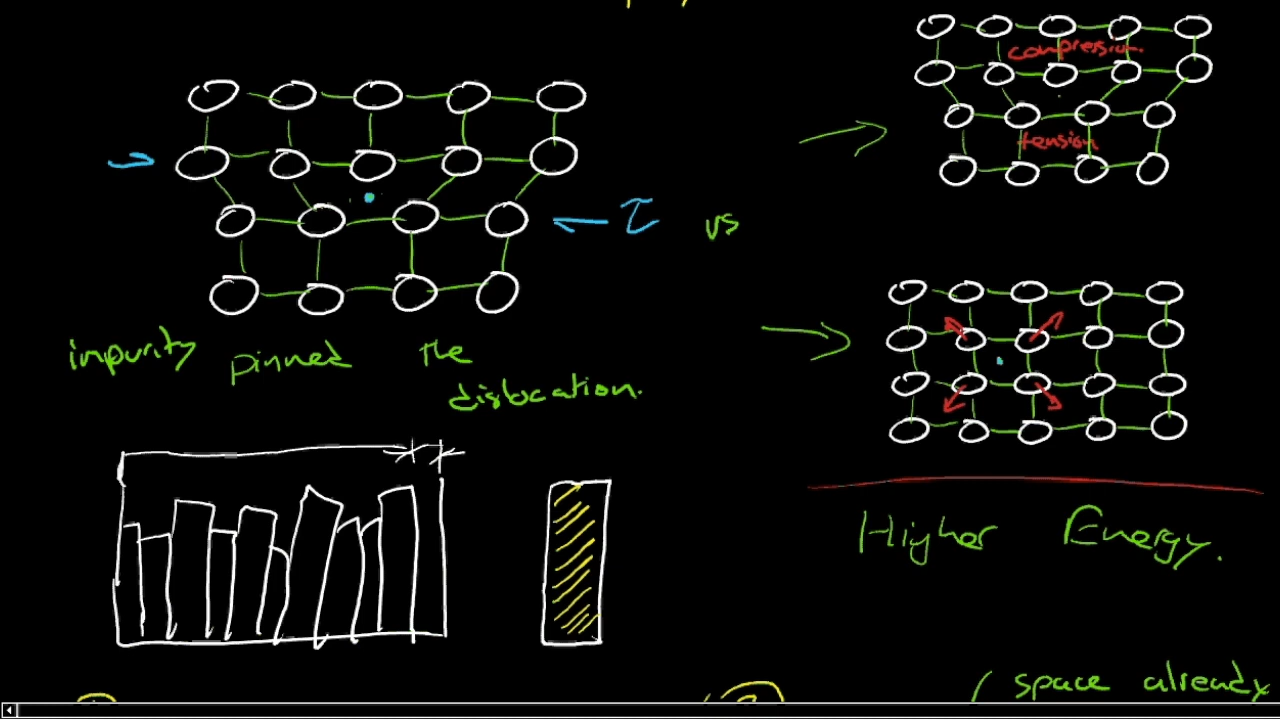 compression.
tension
τ
vs
impurity pinned the
dislocation.
Higher Energy.
(space already